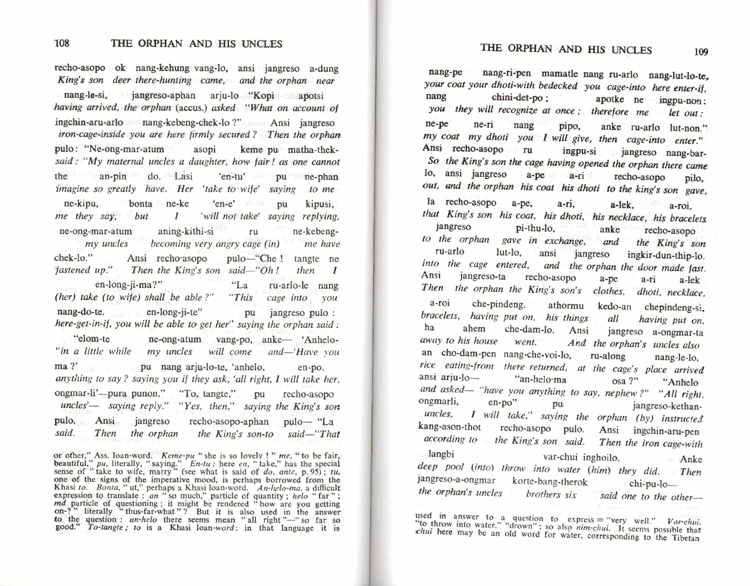 108 THE ORPHAN AND HIS UNCLES
recho-asopo ok nang-kehung vang-lo, ansi jangreso a-dung
King's son deer there-hunting came, and the orphan near
nang-le-si, jangreso-aphan arju-lo "Kopi apotsi
having arrived, the orphan (accus.) asked "What on account of
ingchin-aru-arlo nang-kebeng-chek-lo?" Ansi jangreso
iron-cage-inside you are here firmly secured? Then the orphan
pulo: "Ne-ong-mar-atum asopi keme pu matha-thek-
said: "My maternal uncles a daughter, how fair! as one cannot
the an-pin do. Lasi 'en-tu' pu ne-phan
imagine so greatly have. Her 'take to wife' saying to me
ne-kipu, bonta ne-ke 'en-e' pu kipusi,
me they say, but I 'will not take' saying replying,
ne-ong-mar-atum aning-kithi-si ru ne-kebeng-
my uncles becoming very angry cage (in) me have
chek-lo." Ansi recho-asopo pulo—"Che! tangte ne
fastened up." Then the King's son said—"Oh! then I
en-long-ji-ma?" "La ru-arlo-le nang
(her) take (to wife) shall be able?" "This cage into you
nang-do-te. en-long-ji-te" pu jangreso pulo:
here-get-in-if, you will be able to get her" saying the orphan said:
"elom-te ne-ong-atum vang-po, anke— 'Anhelo-
"in a little while my uncles will come and—'Have you
ma?' pu nang arju-lo-te, 'anhelo, en-po.
anything to say? saying you if they ask, 'all right, I will take her,
ongmar-li'—pura punon." "To, tangte," pu recho-asopo
uncles'— saying reply." "Yes, then," saying the King's son
pulo. Ansi jangreso recho-asopo-aphan pulo— "La
said. Then the orphan the King's son-to said—"That
or other," Ass. loan-word. Keme-pu "she is so lovely!" me, "to be fair,
beautiful," pu, literally, "saying." En-tu: here en, "take," has the special
sense of "take to wife, marry" (see what is said of do, ante, p. 95); tu,
one of the signs of the imperative mood, is perhaps borrowed from the
Khasi to. Bonta, "ut," perhaps a Khasi loan-word. An-helo-ma, a difficult
expression to translate: an "so much," particle of quantity; helo "far";
ma particle of questioning; it might be rendered "how are you getting
on-?" literally "thus-far-what"? But it is also used in the answer
to the question: an-helo there seems mean "all right"—"so far so
good." To-tangte; to is a Khasi loan-word: in that language it is
THE ORPHAN AND HIS UNCLES 109
nang-pe nang-ri-pen mamatle nang ru-arlo nang-lut-lo-te,
your coat your dhoti-with bedecked you cage-into here enter-if,
nang chini-det-po; apotke ne ingpu-non:
you they will recognize at once; therefore me let out:
ne-pe ne-ri nang pipo, anke ru-arlo lut-non."
my coat my dhoti you I will give, then cage-into enter."
Ansi recho-asopo ru ingpu-si jangreso nang-bar-
So the King's son the cage having opened the orphan there came
lo, ansi jangreso a-pe a-ri recho-asopo pilo,
out, and the orphan his coat his dhoti to the king's son gave,
la recho-asopo a-pe, a-ri, a-lek, a-roi,
that King's son his coat, his dhoti, his necklace, his bracelets
jangreso pi-thu-lo, anke recho-asopo
to the orphan gave in exchange, and the King's son
ru-arlo lut-lo, ansi jangreso ingkir-dun-thip-lo.
into the cage entered, and the orphan the door made fast.
Ansi jangreso-ta recho-asopo a-pe a-ri a-lek
Then the orphan the King's son's clothes, dhoti, necklace,
a-roi che-pindeng, athormu kedo-an chepindeng-si,
bracelets, having put on, his things all having put on,
ha ahem che-dam-lo. Ansi jangreso a-ongmar-ta
away to his house went. And the orphan's uncles also
an cho-dam-pen nang-che-voi-lo, ru-along nang-le-lo,
rice eating-from there returned, at the cage's place arrived
ansi arju-lo— "an-helo-ma osa?" "Anhelo
and asked— "have you anything to say, nephew?" "All right,
ongmarli, en-po" pu jangreso-kethan-
uncles, I will take," saying the orphan (by) instructed
kang-ason-thot recho-asopo pulo. Ansi ingchin-aru-pen
according to the King's son said. Then the iron cage-with
langbi var-chui inghoilo. Anke
deep pool (into) throw into water (him) they did. Then
jangreso-a-ongmar korte-bang-therok chi-pu-lo—
the orphan's uncles brothers six said one to the other—
used in answer to a question to express = "very well." Var-chui,
"to throw into water," "drown"; so also nim-chui. It seems possible that
chui here may be an old word for water, corresponding to the Tibetan